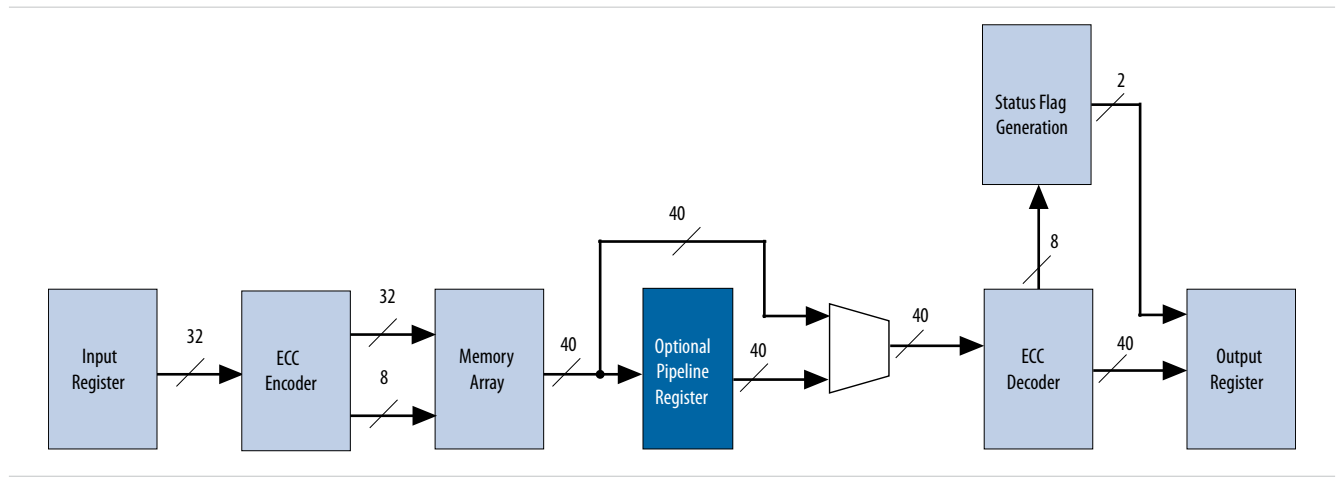 Status Flag
Generation
2
40
8
Input
Register
32
ECC
Encoder
32
8
Memory
Array
40
Optional
Pipeline
Register
40
40
ECC
Decoder
40
Output
Register